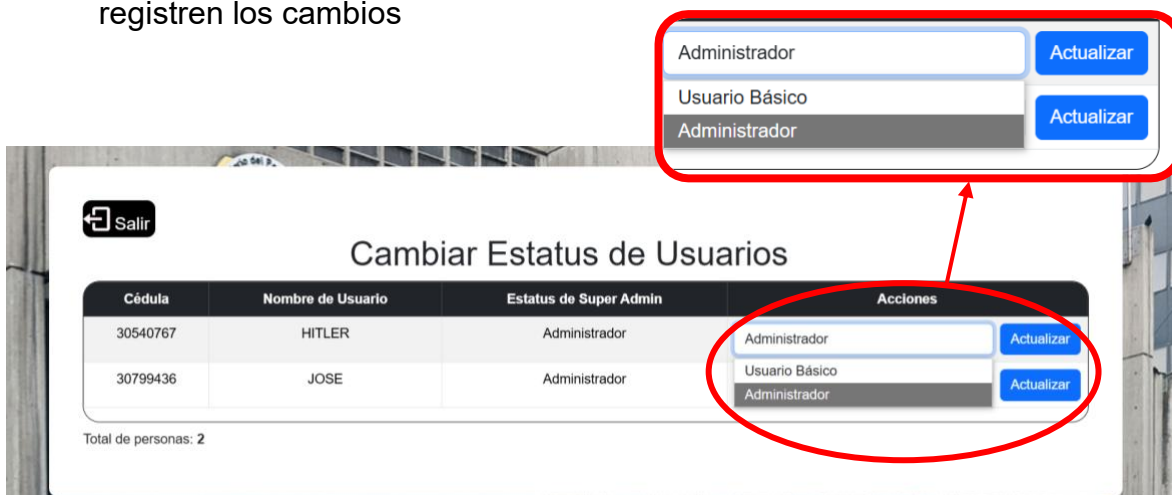 registren los cambios
Administrador Actualizar
Usuario Básico
Administrador Actualizar
Salir
Cambiar Estatus de Usuarios
Cédula Nombre de Usuario Estatus de Super Admin Acciones
30540767 HITLER Administrador Administrador Actualizar
Usuario Básico
30799436 JOSE Administrador Administrador Actualizar
Total de personas: 2